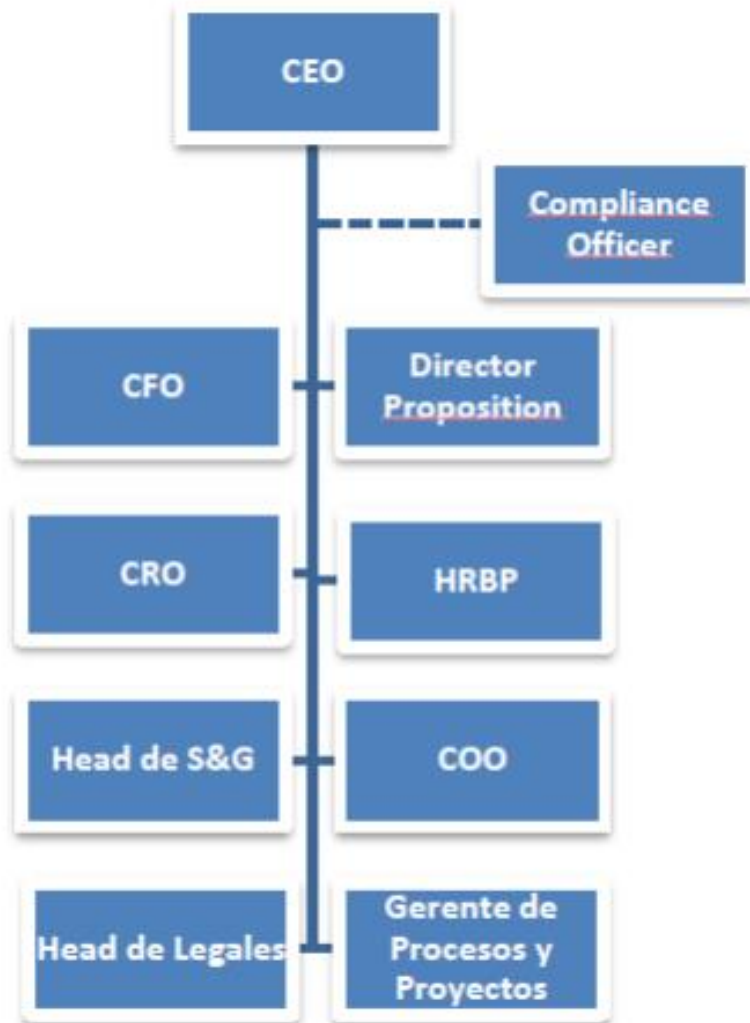 CEO
Compliance
Officer
CFO
Director
Proposition
CRO
HRBP
Head de S&G
COO
Head de Legales
Gerente de
Procesos y
Proyectos